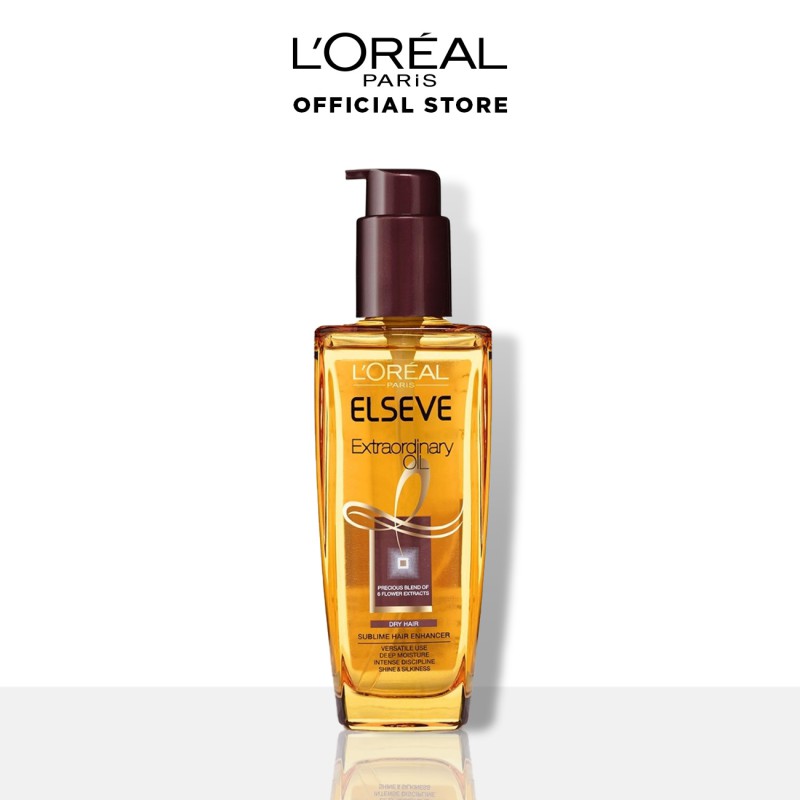 L'ORÉAL
PARiS
OFFICIAL STORE
L'ORÉAL
PARIS
ELSEVE
Extraordinary
OIL
PRECIOUS BLEND OF
6 FLOWER EXTRACTS
DRY HAIR
SUBLIME HAIR ENHANCER
VERSATILE USE
DEEP MOISTURE
INTENSE DISCIPLINE
SHINE & SILKINESS